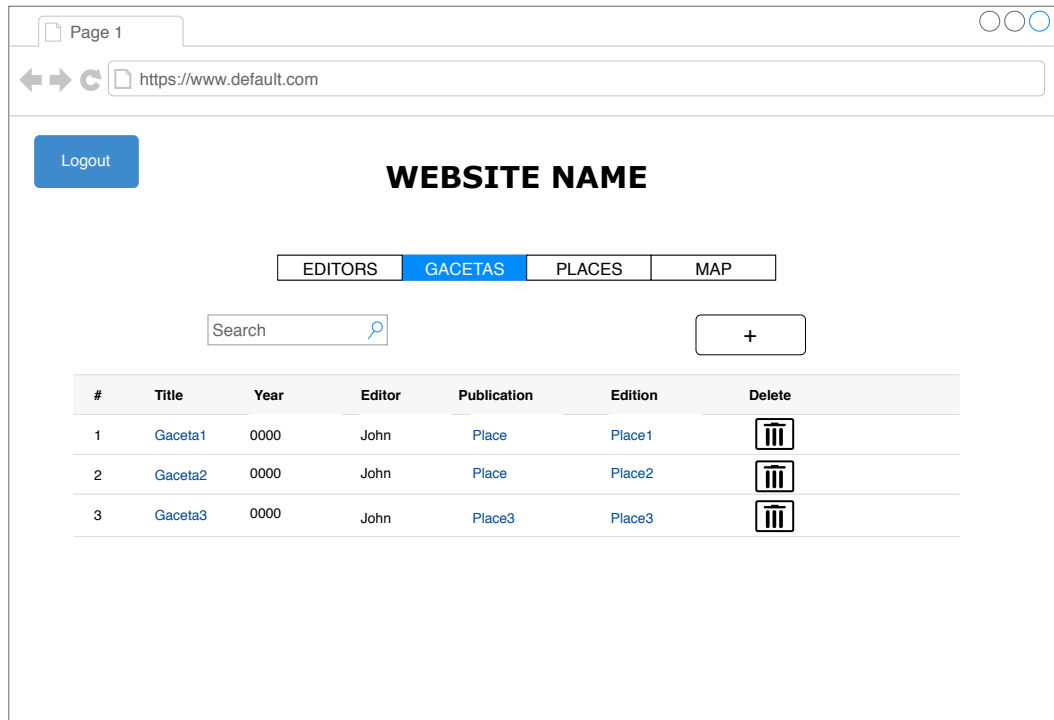 Page 1
https://www.default.com
Logout
WEBSITE NAME
EDITORS GACETAS PLACES MAP
Search +
# Title Year Editor Publication Edition Delete
1 Gaceta1 0000 John Place Place1
2 Gaceta2 0000 John Place Place2
3 Gaceta3 0000 John Place3 Place3